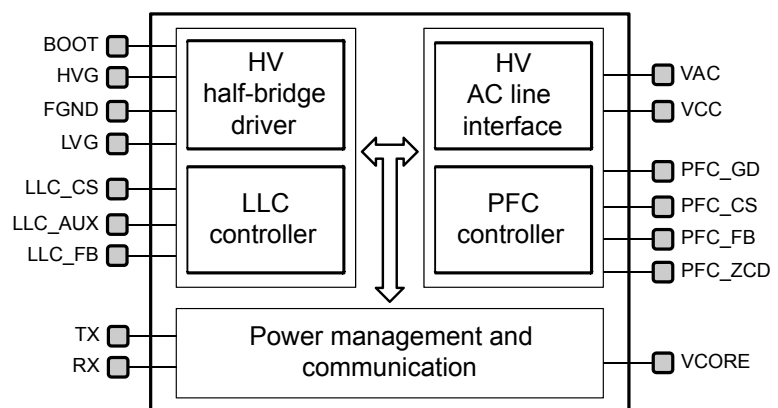 BOOT
HVG
FGND
LVG
LLC_CS
LLC_AUX
LLC_FB
TX
RX
HV
half-bridge
driver
LLC
controller
HV
AC line
interface
PFC
controller
Power management and
communication
VAC
VCC
PFC_GD
PFC_CS
PFC_FB
PFC_ZCD
VCORE